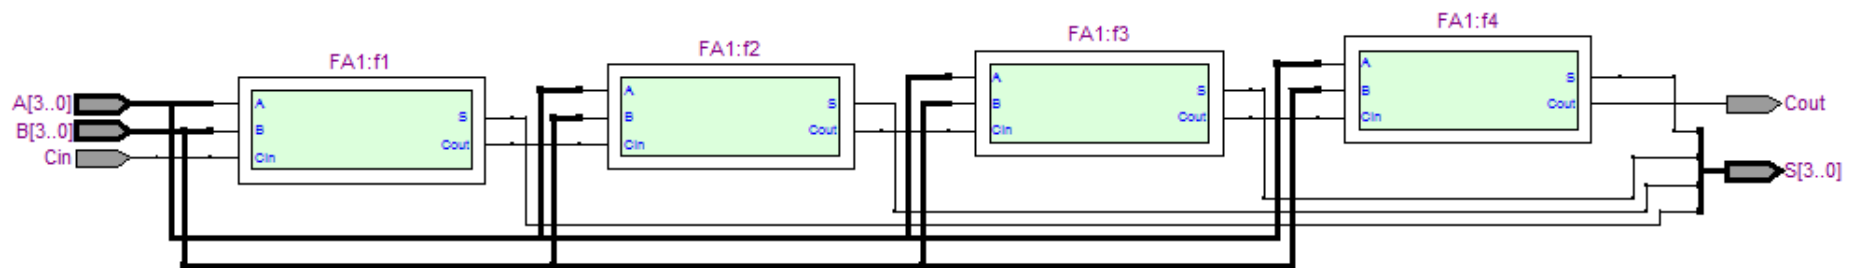 FA1:f1
FA1:f2
FA1:f3
FA1:f4
A[3..0]
B[3..0]
Cin
A
B
Cin
S
Cout
A
B
Cin
S
Cout
A
B
Cin
S
Cout
A
B
Cin
S
Cout
Cout
S[3..0]